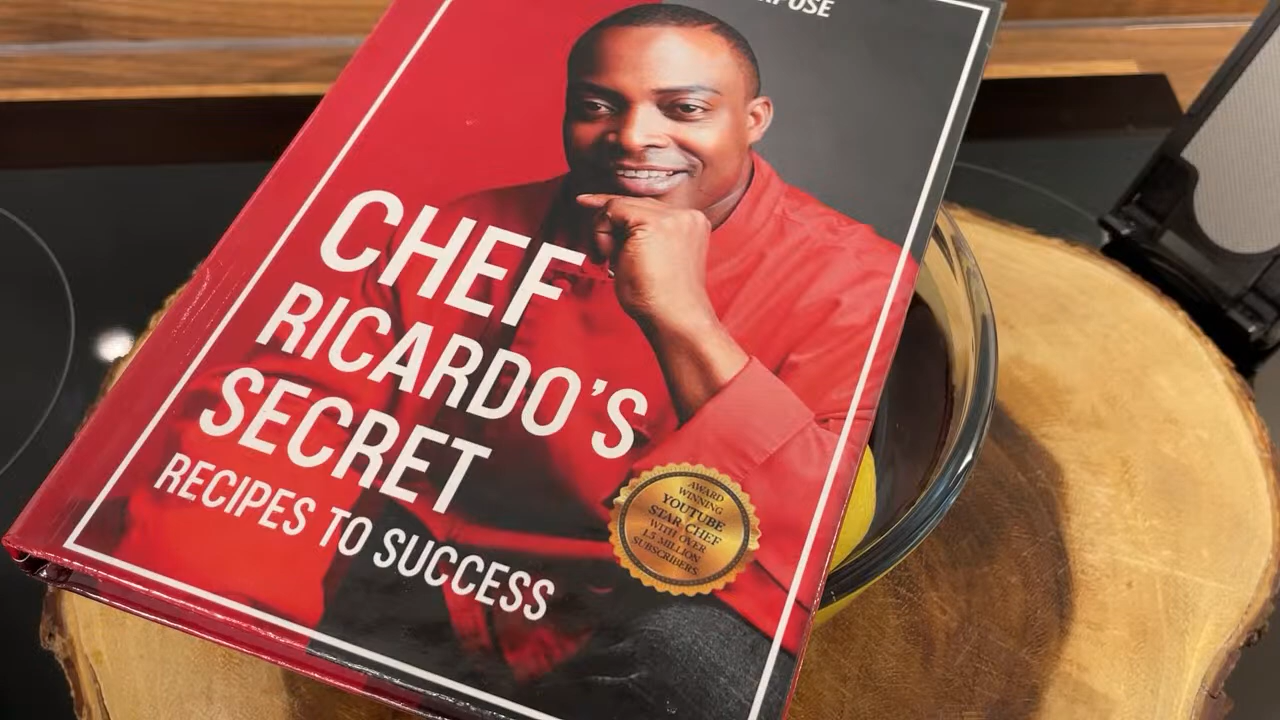 CHEF
RICARDO'S
SECRET
RECIPES TO SUCCESS
AWARD
WINNING
YOUTUBE
STAR CHEF
WITH OVER
1.5 MILLION
SUBSCRIBERS